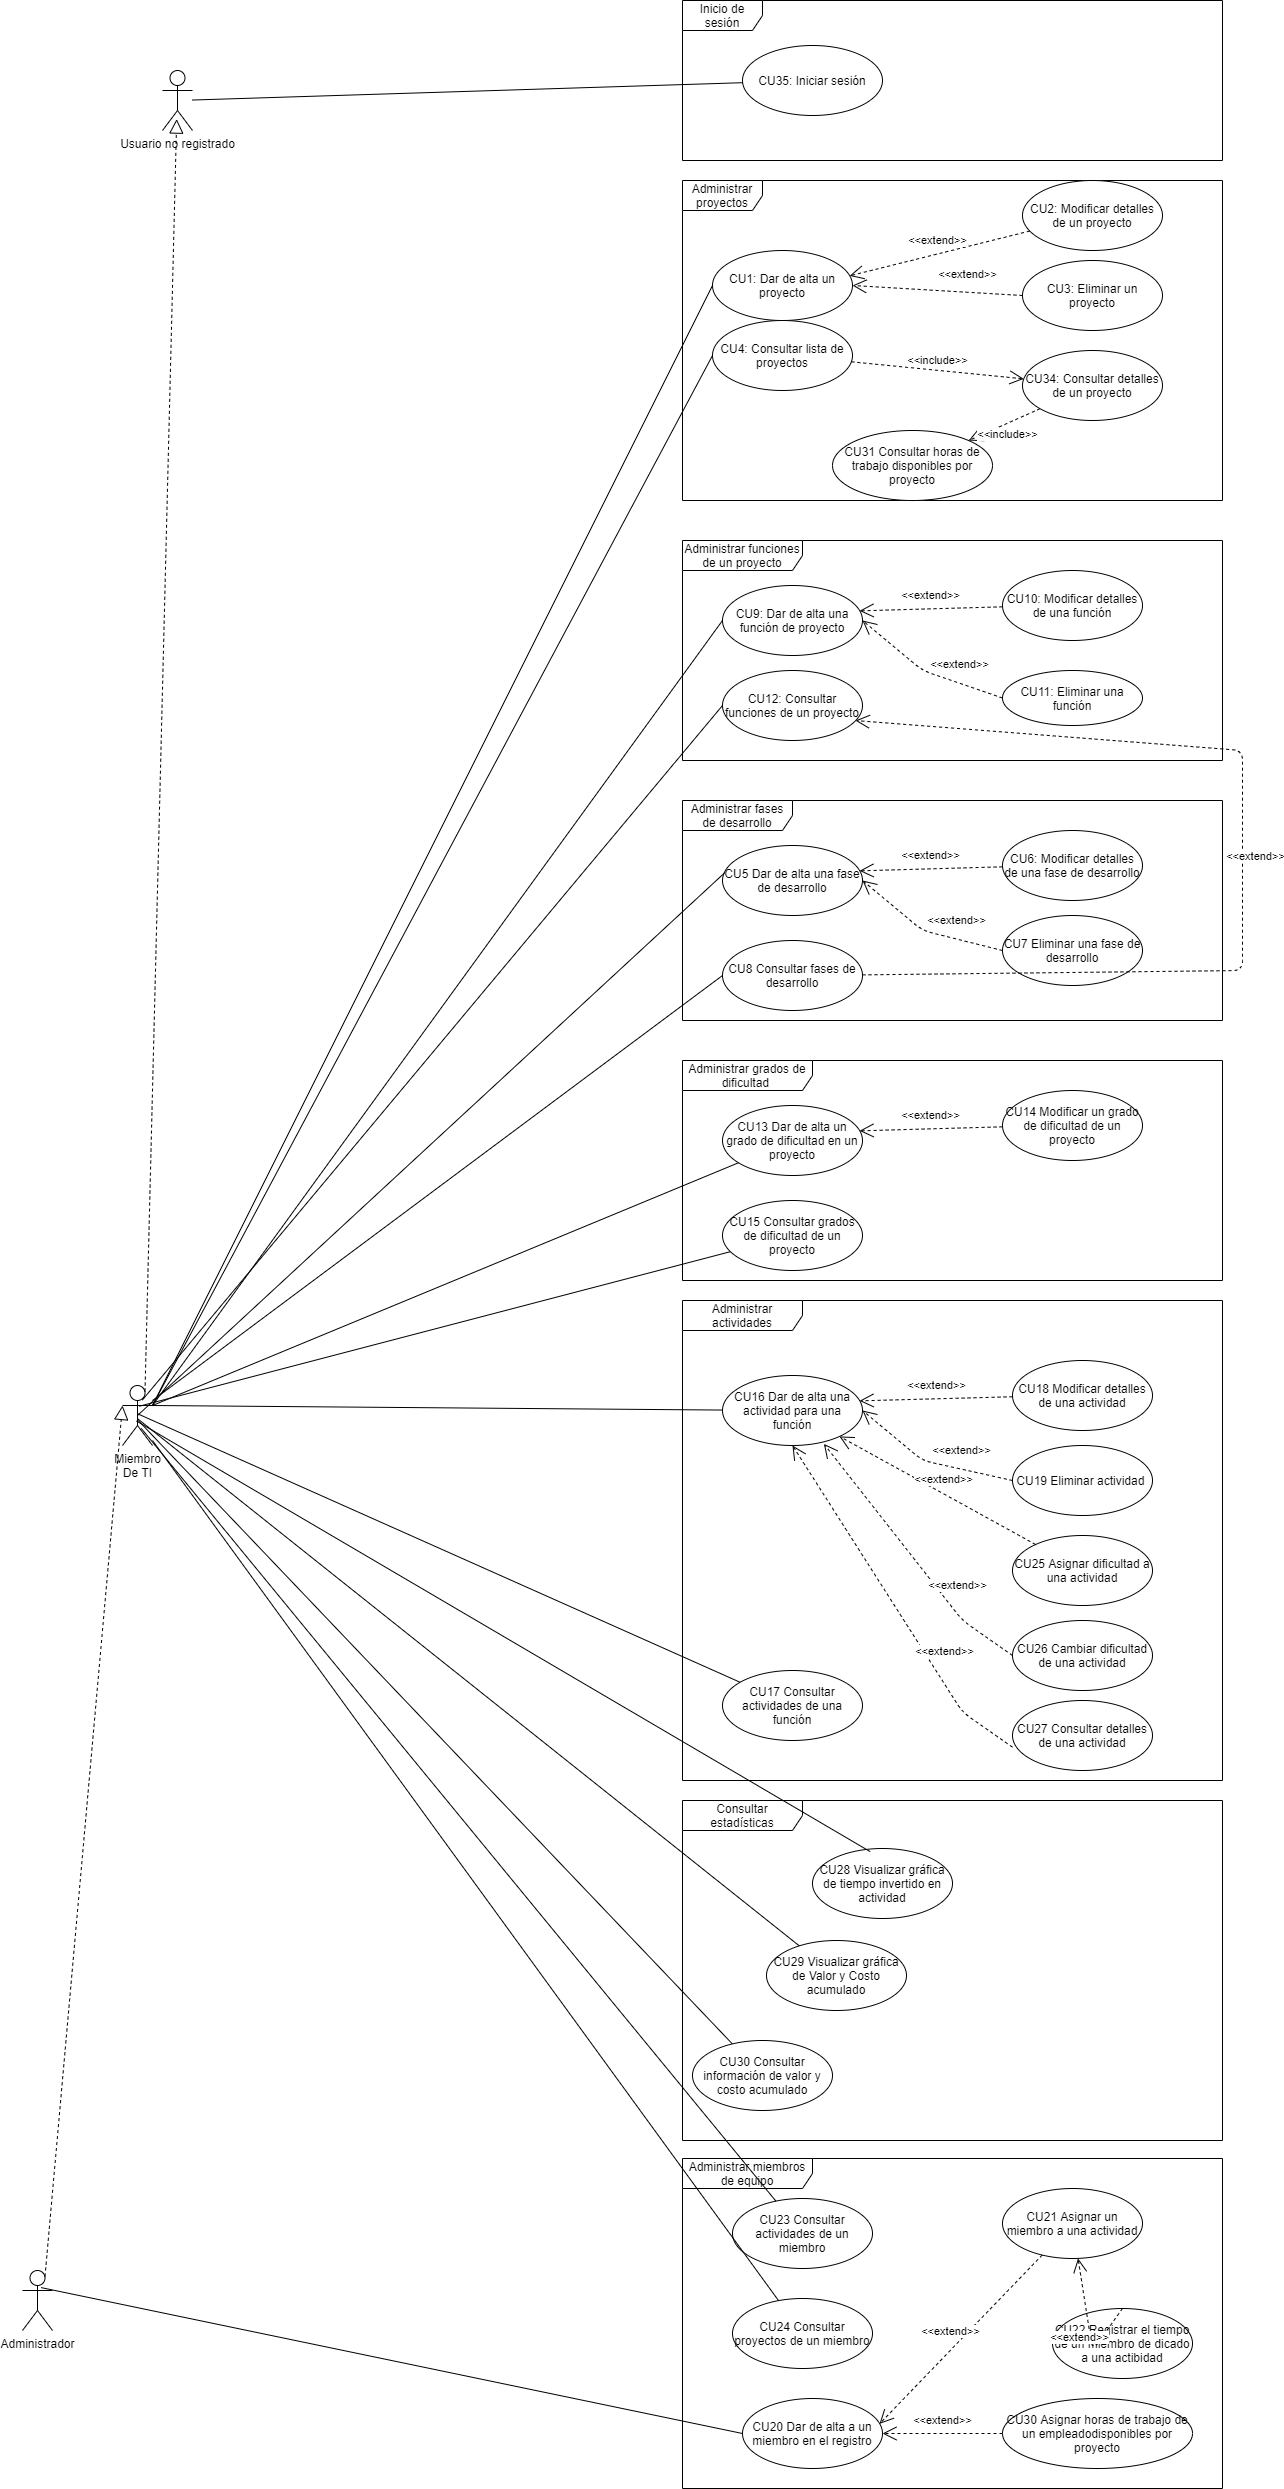 Inicio de
sesión
CU35: Iniciar sesión
Usuario no registrado
Administrar
proyectos
CU2: Modificar detalles
de un proyecto
<<extend>>
<<extend>>
CU1: Dar de alta un
proyecto
CU3: Eliminar un
proyecto
CU4: Consultar lista de
proyectos
<<include>>
CU34: Consultar detalles
de un proyecto
<<include>>
CU31 Consultar horas de
trabajo disponibles por
proyecto
Administrar funciones
de un proyecto
CU9: Dar de alta una
función de proyecto
<<extend>>
CU10: Modificar detalles
de una función
<<extend>>
CU12: Consultar
funciones de un proyecto
CU11: Eliminar una
función
Administrar fases
de desarrollo
<<extend>>
CU5 Dar de alta una fase
de desarrollo
<<extend>>
CU6: Modificar detalles
de una fase de desarrollo
<<extend>>
CU8 Consultar fases de
desarrollo
CU7 Eliminar una fase de
desarrollo
Administrar grados de
dificultad
CU13 Dar de alta un
grado de dificultad en un
proyecto
<<extend>>
CU14 Modificar un grado
de dificultad de un
proyecto
CU15 Consultar grados
de dificultad de un
proyecto
Administrar
actividades
CU16 Dar de alta una
actividad para una
función
<<extend>>
CU18 Modificar detalles
de una actividad
<<extend>>
Miembro
De TI
<<extend>>
CU19 Eliminar actividad
CU25 Asignar dificultad a
una actividad
<<extend>>
CU26 Cambiar dificultad
de una actividad
<<extend>>
CU17 Consultar
actividades de una
función
CU27 Consultar detalles
de una actividad
Consultar
estadísticas
CU28 Visualizar gráfica
de tiempo invertido en
actividad
CU29 Visualizar gráfica
de Valor y Costo
acumulado
CU30 Consultar
información de valor y
costo acumulado
Administrar miembros
de equipo
CU23 Consultar
actividades de un
miembro
CU21 Asignar un
miembro a una actividad
CU24 Consultar
proyectos de un miembro
<<extend>>
CU22 Registrar el tiempo
<<extend>>
de un Miembro de dicado
a una actibidad
Administrador
CU20 Dar de alta a un
miembro en el registro
<<extend>>
CU30 Asignar horas de trabajo de
un empleadodisponibles por
proyecto